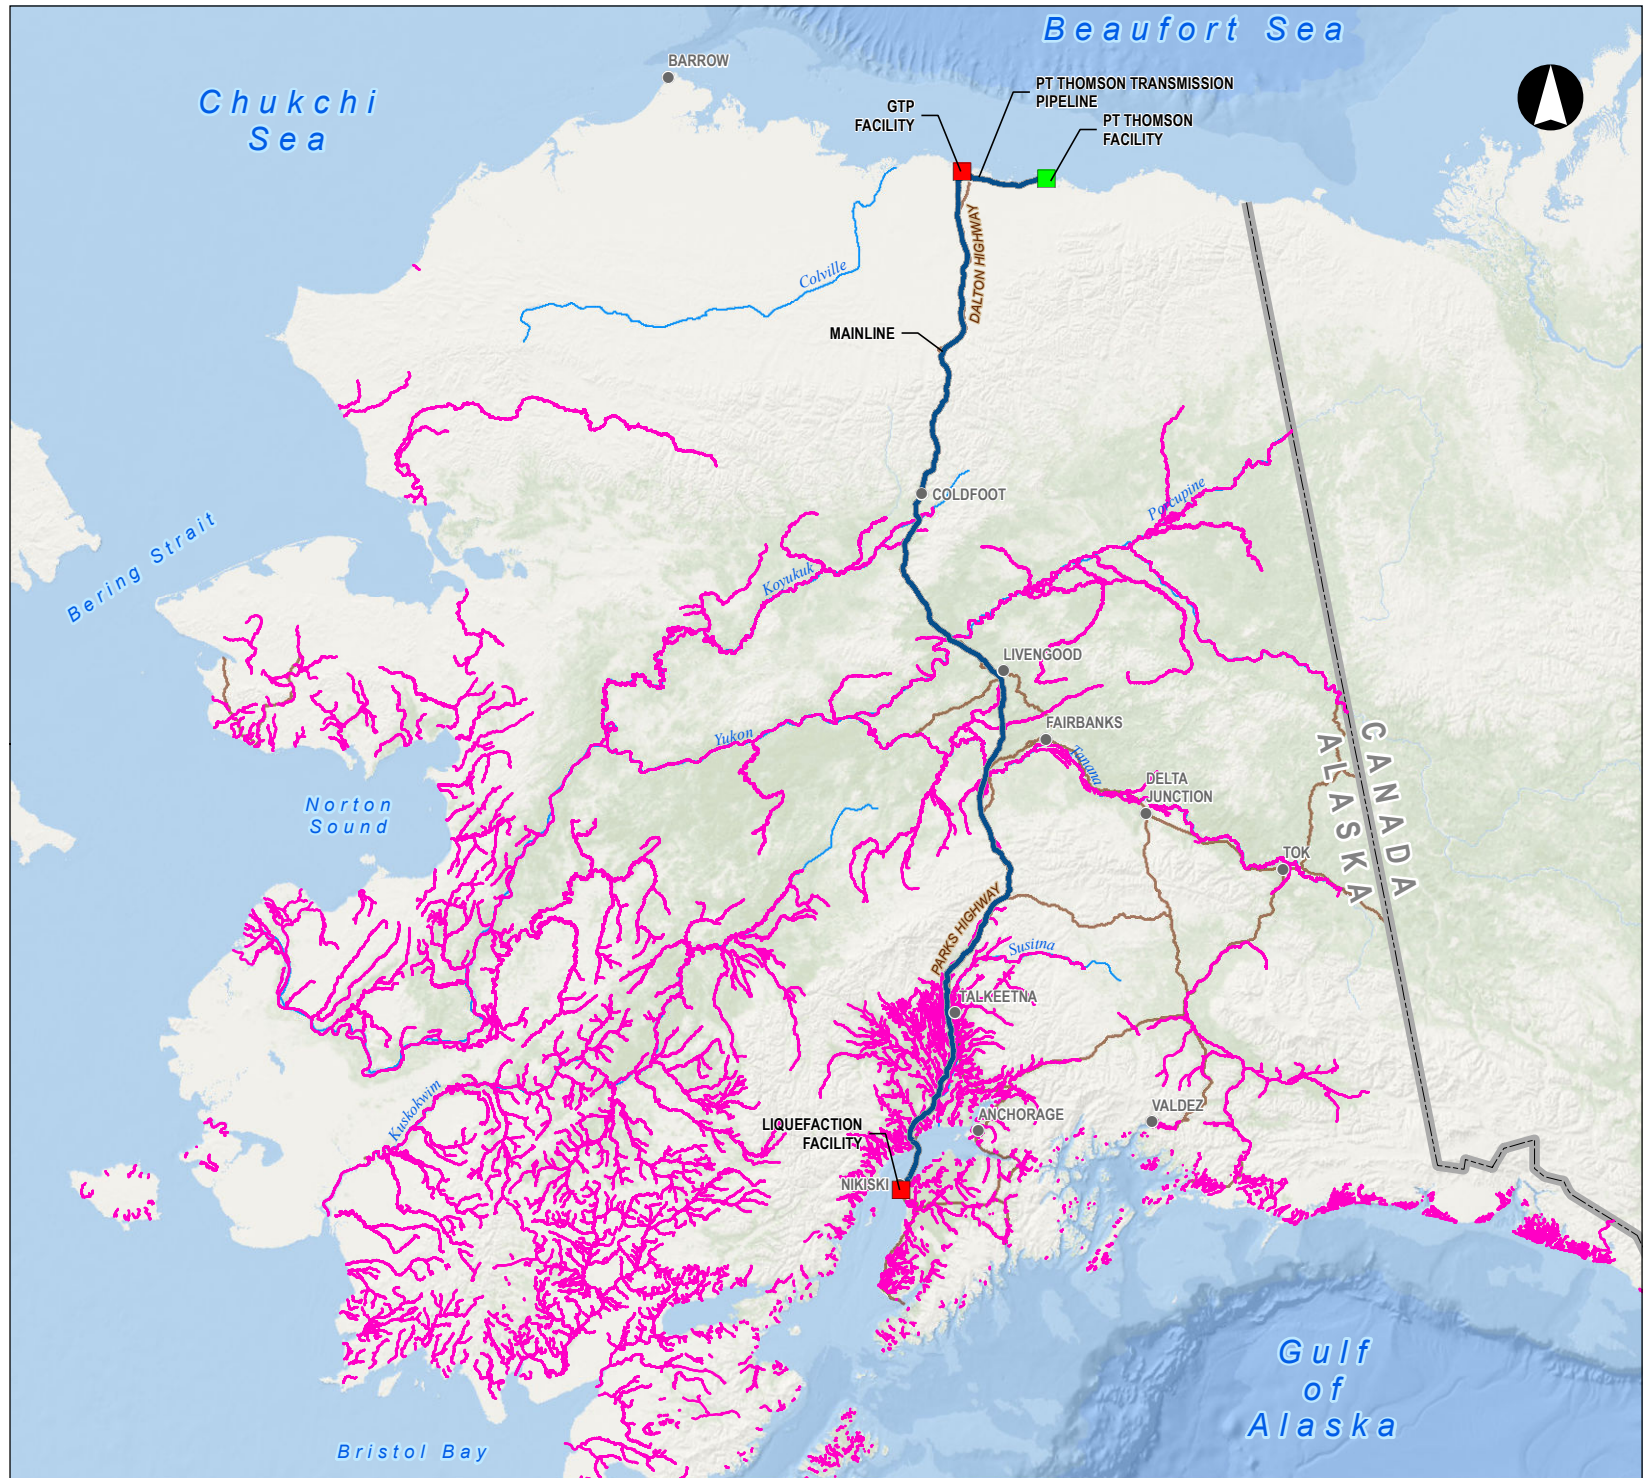 Beaufort Sea
BARROW
Chukchi
Sea
PT THOMSON TRANSMISSION
PIPELINE
GTP
FACILITY
PT THOMSON
FACILITY
DALTON HIGHWAY
Colville
MAINLINE
COLDFOOT
Porcupine
Bering Strait
Koyukuk
LIVENGOOD
FAIRBANKS
Yukon
Tanana
CANADA
ALASKA
DELTA
JUNCTION
Norton
Sound
TOK
PARKS HIGHWAY
Susitna
TALKEETNA
Kuskokwim
ANCHORAGE
VALDEZ
LIQUEFACTION
FACILITY
NIKISKI
Gulf
of
Alaska
Bristol Bay